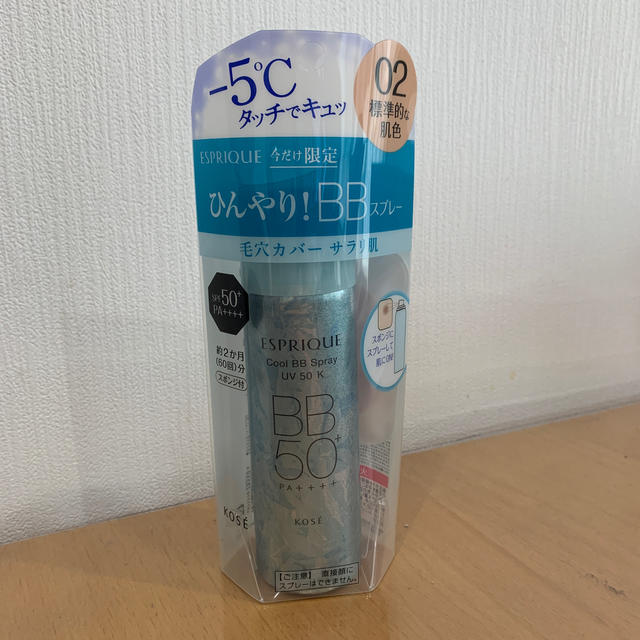 -5℃
タッチでキュッ
02
標準的な
肌色
ESPRIQUE 今だけ限定
ひんやり!BBスプレー
毛穴カバー サラリ肌
SPF50+
PA++++
約2か月
(60回)分
スポンジ付
スポンジに
スプレーして
肌にON!
ESPRIQUE
Cool BB Spray
UV 50 K
BB
50+
PA++++
KOSÉ
KOSÉ
【ご注意】 直接顔に
スプレーはできません。